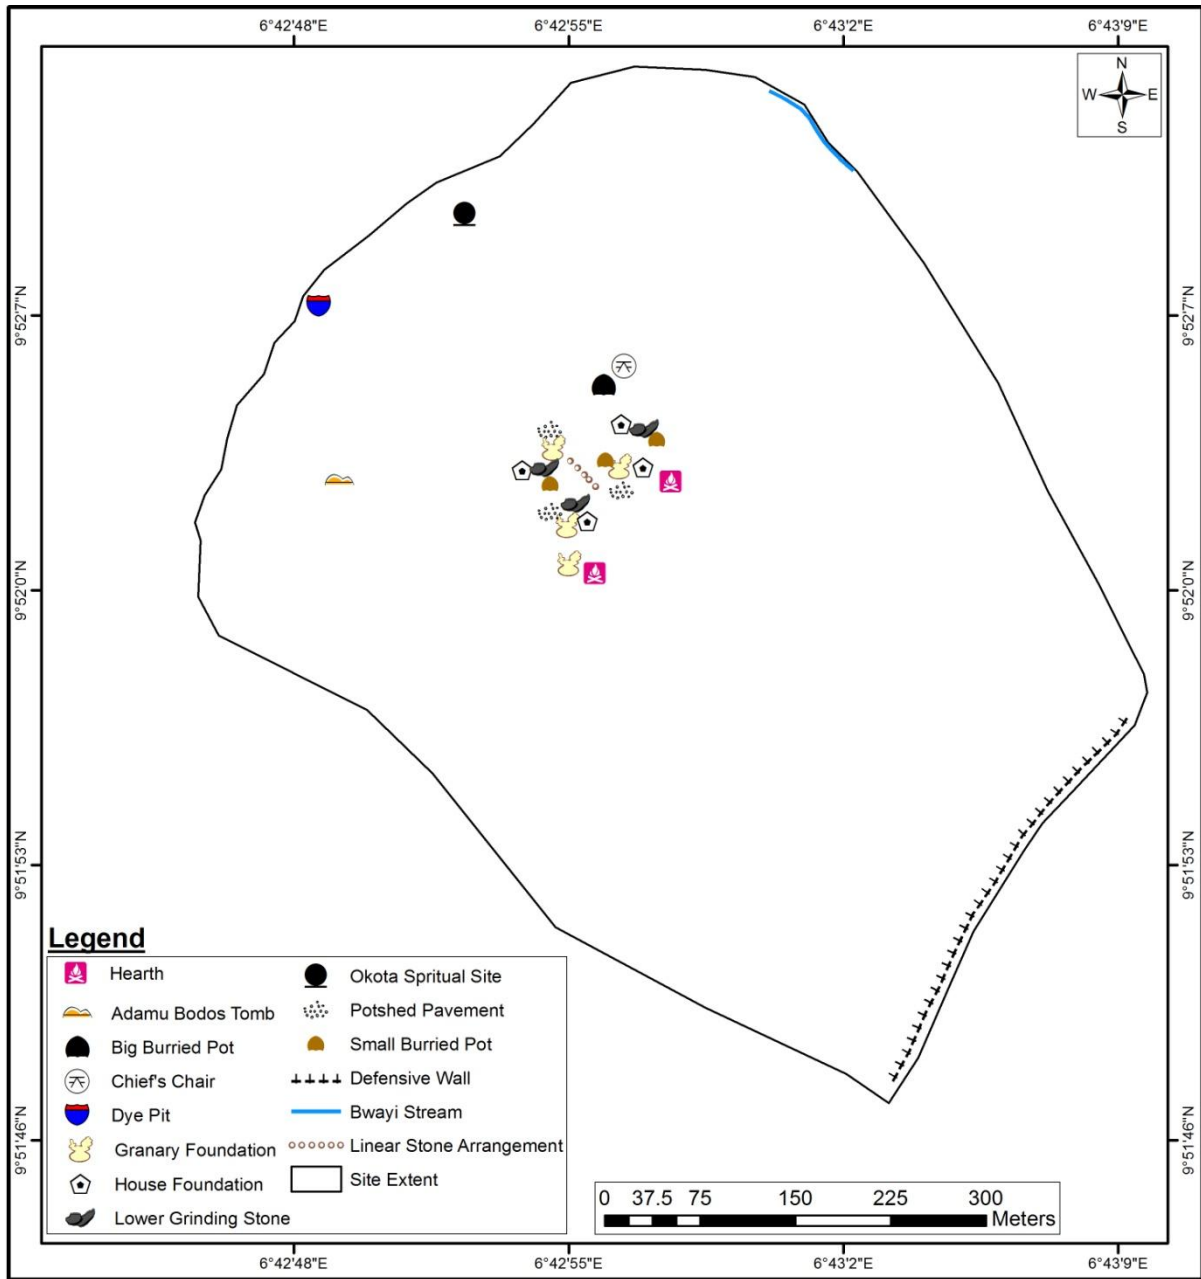 6°42'48"E 6°42'55"E 6°43'2"E 6°43'9"E
N
W E
S
9°52'7"N 9°52'7"N
9°52'0"N 9°52'0"N
9°51'53"N 9°51'53"N
9°51'46"N 9°51'46"N
Legend
Hearth
Adamu Bodos Tomb
Big Burried Pot
Chief's Chair
Dye Pit
Granary Foundation
House Foundation
Lower Grinding Stone
Okota Spritual Site
Potshed Pavement
Small Burried Pot
Defensive Wall
Bwayi Stream
Linear Stone Arrangement
Site Extent
0 37.5 75 150 225 300
Meters
6°42'48"E 6°42'55"E 6°43'2"E 6°43'9"E